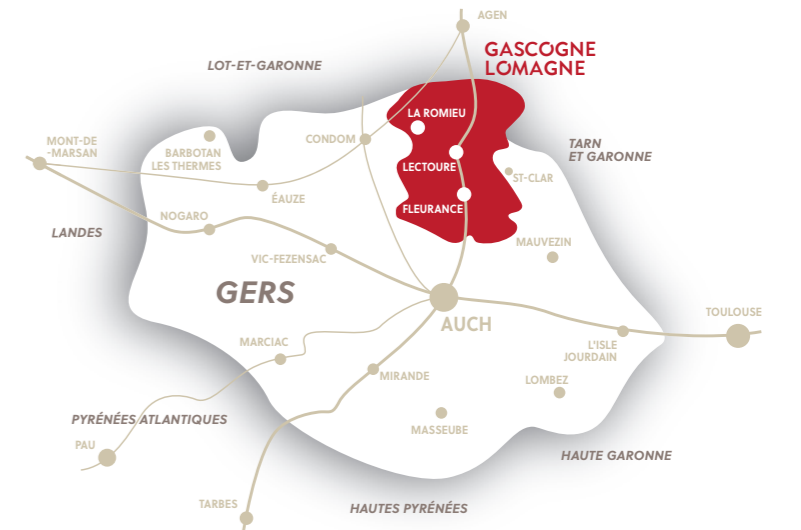 AGEN
GASCOGNE
LOMAGNE
LOT-ET-GARONNE
LA ROMIEU
CONDOM
MONT-DE
-MARSAN
BARBOTAN
LES THERMES
TARN
ET GARONNE
LECTOURE
ST-CLAR
ÉAUZE
FLEURANCE
NOGARO
LANDES
MAUVEZIN
VIC-FEZENSAC
GERS
AUCH
TOULOUSE
MARCIAC
L'ISLE
JOURDAIN
MIRANDE
LOMBEZ
PYRÉNÉES ATLANTIQUES
MASSEUBE
PAU
HAUTE GARONNE
TARBES
HAUTES PYRÉNÉES